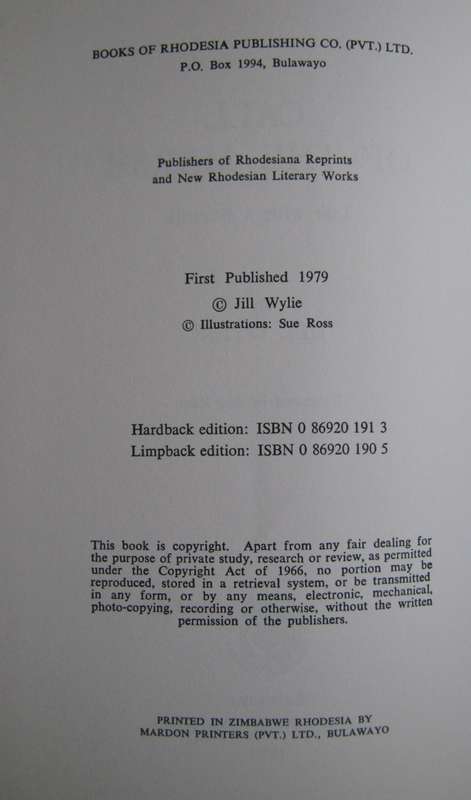 BOOKS OF RHODESIA PUBLISHING CO. (PVT.) LTD.
P.O. Box 1994, Bulawayo
Publishers of Rhodesiana Reprints
and New Rhodesian Literary Works
First Published 1979
© Jill Wylie
© Illustrations: Sue Ross
Hardback edition: ISBN 0 86920 191 3
Limpback edition: ISBN 0 86920 190 5
This book is copyright. Apart from any fair dealing for
the purpose of private study, research or review, as permitted
under the Copyright Act of 1966, no portion may be
reproduced, stored in a retrieval system, or be transmitted
in any form, or by any means, electronic, mechanical,
photo-copying, recording or otherwise, without the written
permission of the publishers.
PRINTED IN ZIMBABWE RHODESIA BY
MARDON PRINTERS (PVT.) LTD., BULAWAYO